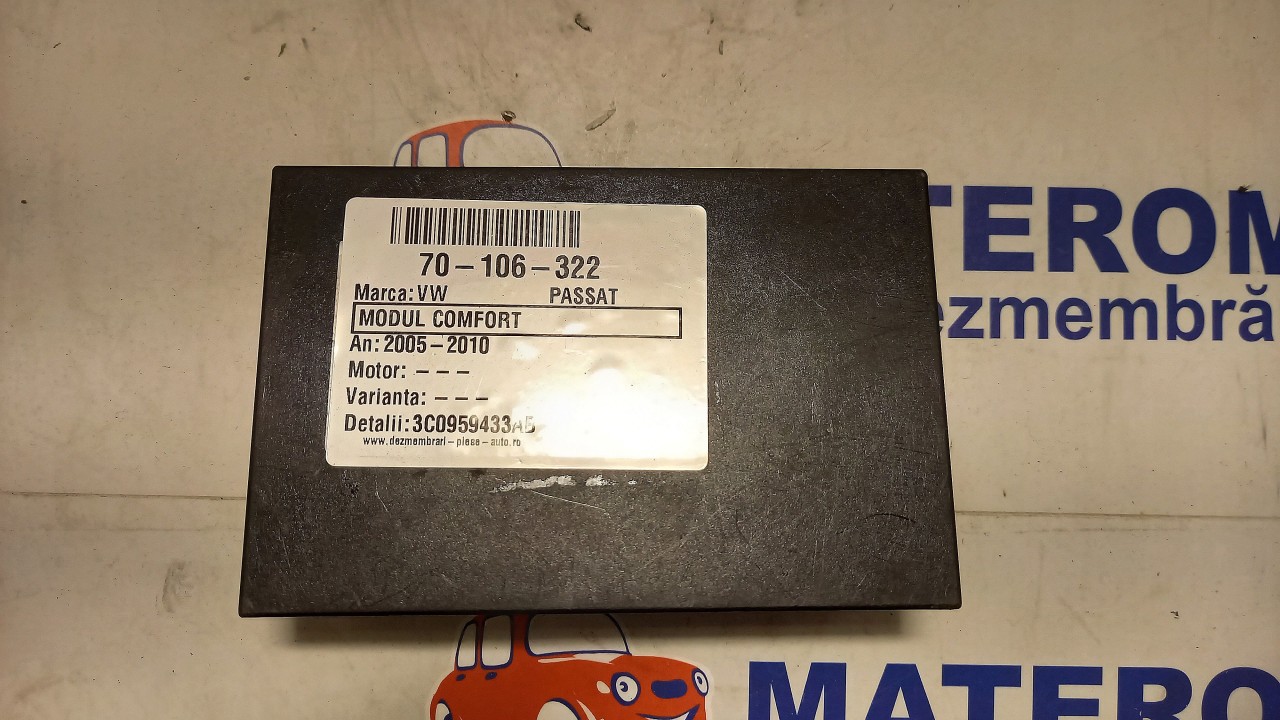 70-106-322
Marca: VW PASSAT
MODUL COMFORT
An: 2005-2010
Motor: ---
Varianta: ---
Detalii: 3C0959433
www.dezmembrari-piese-auto.ro
TEROM
ezmembră
MATERO